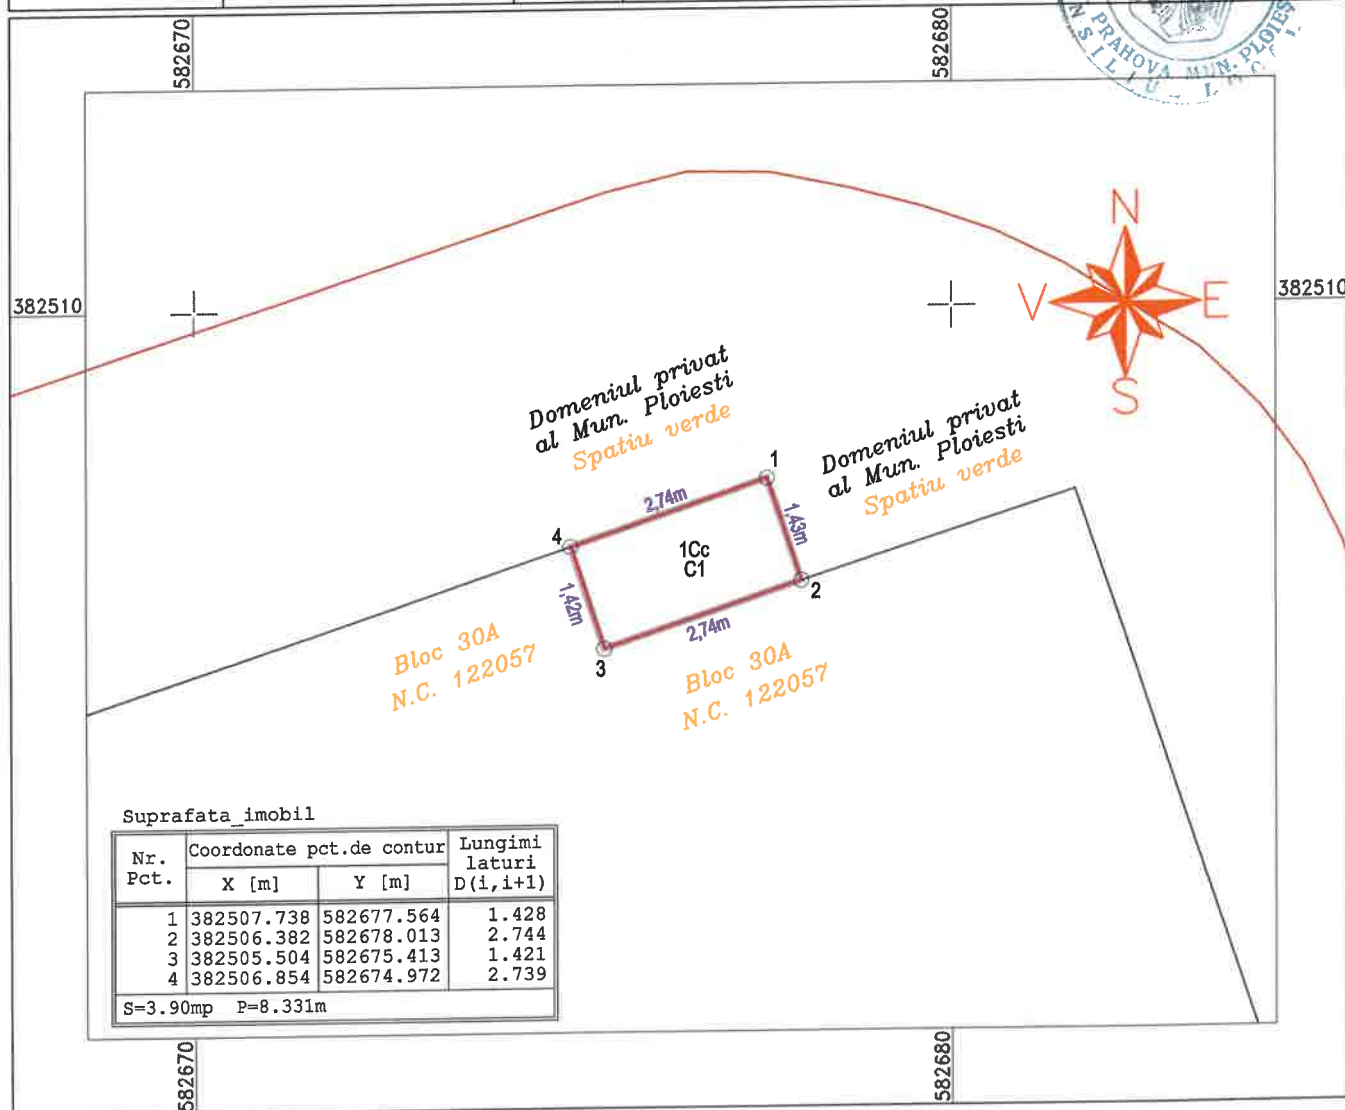 582670
582680
PRAHOVA MUN. PLOIES
382510
382510
N
V
E
S
Domeniul privat
al Mun. Ploiesti
Spatiu verde
Domeniul privat
al Mun. Ploiesti
Spatiu verde
1
2,74m
1,43m
4
1Cc
C1
2
1,42m
2,74m
3
Bloc 30A
N.C. 122057
Bloc 30A
N.C. 122057
Suprafata_imobil
Nr. Pct. Coordonate pct.de contur Lungimi laturi D(i,i+1)
X [m] Y [m]
1 382507.738 582677.564 1.428
2 382506.382 582678.013 2.744
3 382505.504 582675.413 1.421
4 382506.854 582674.972 2.739
S=3.90mp P=8.331m
582670
582680